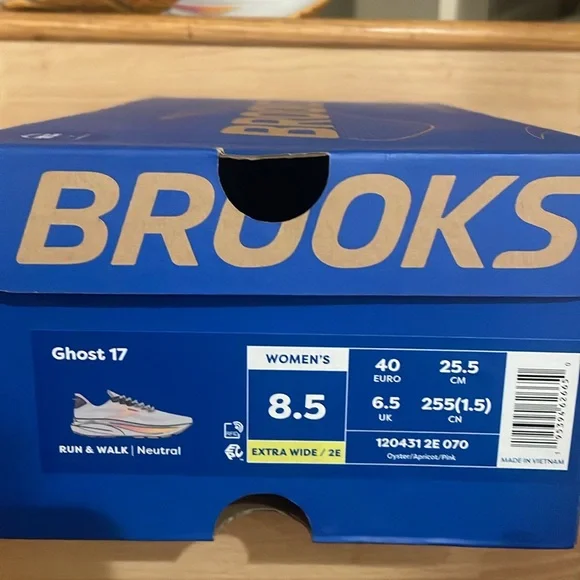 BROOKS
BROOKS
Ghost 17
RUN & WALK | Neutral
WOMEN'S
8.5
EXTRA WIDE / 2E
40
EURO
25.5
CM
6.5
UK
255(1.5)
CN
120431 2E 070
Oyster/Apricot/Pink
MADE IN VIETNAM